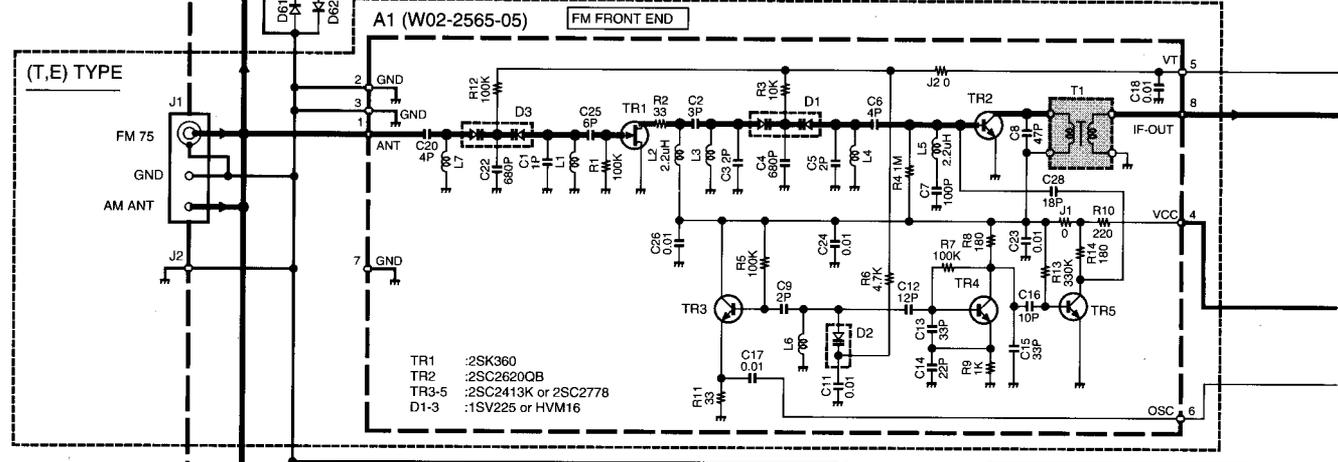 D61
D62
A1 (W02-2565-05)
FM FRONT END
(T,E) TYPE
J1
FM 75
GND
AM ANT
J2
2
GND
3
GND
1
ANT
7
GND
R12
100K
D3
C20
4P
L7
C22
680P
C1
1P
L1
C25
6P
R1
100K
TR1
R2
33
C2
3P
L2
2.2uH
L3
C3 2P
R3
10K
D1
C4
680P
C5
2P
L4
C6
4P
R4 1M
L5
2.2uH
C7
100P
J2 0
TR2
C8
47P
T1
C18
0.01
VT
5
8
IF-OUT
C28
18P
C26
0.01
R5
100K
C24
0.01
R6
4.7K
R7
100K
R8
180
C23
0.01
J1
0
R10
220
VCC
4
R13
330K
R14
180
TR3
C9
2P
L6
D2
C11
0.01
C12
12P
C13
33P
C14
22P
TR4
R9
1K
C15
33P
C16
10P
TR5
C17
0.01
R11
33
OSC
6
TR1 :2SK360
TR2 :2SC2620QB
TR3-5 :2SC2413K or 2SC2778
D1-3 :1SV225 or HVM16